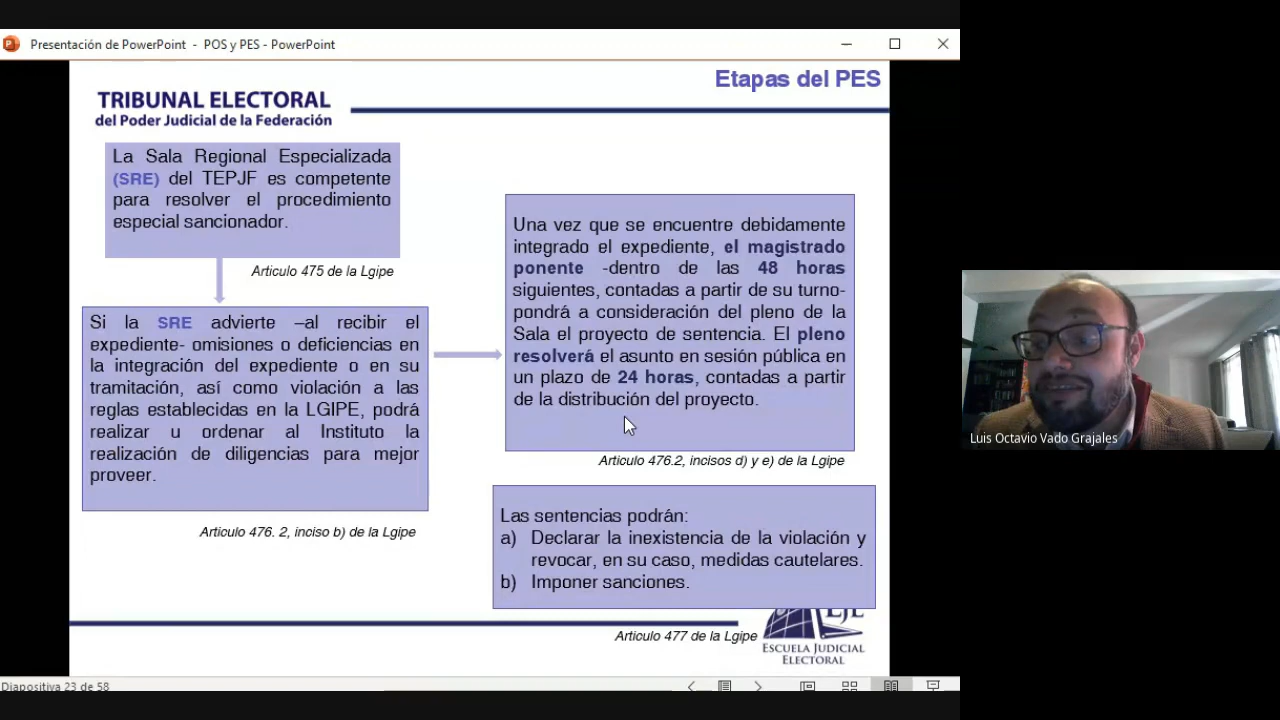 Presentación de PowerPoint - POS y PES - PowerPoint
Etapas del PES
TRIBUNAL ELECTORAL
del Poder Judicial de la Federación
La Sala Regional Especializada
(SRE) del TEPJF es competente
para resolver el procedimiento
especial sancionador.
Articulo 475 de la Lgipe
Si la SRE advierte –al recibir el
expediente- omisiones o deficiencias en
la integración del expediente o en su
tramitación, así como violación a las
reglas establecidas en la LGIPE, podrá
realizar u ordenar al Instituto la
realización de diligencias para mejor
proveer.
Articulo 476. 2, inciso b) de la Lgipe
Una vez que se encuentre debidamente
integrado el expediente, el magistrado
ponente -dentro de las 48 horas
siguientes, contadas a partir de su turno-
pondrá a consideración del pleno de la
Sala el proyecto de sentencia. El pleno
resolverá el asunto en sesión pública en
un plazo de 24 horas, contadas a partir
de la distribución del proyecto.
Articulo 476.2, incisos d) y e) de la Lgipe
Las sentencias podrán:
a) Declarar la inexistencia de la violación y
revocar, en su caso, medidas cautelares.
b) Imponer sanciones.
Articulo 477 de la Lgipe
EJE
ESCUELA JUDICIAL
ELECTORAL
Diapositiva 23 de 58
Luis Octavio Vado Grajales